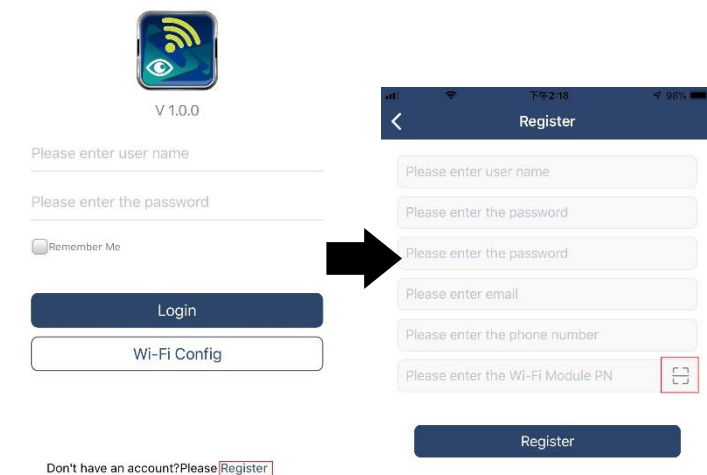 V 1.0.0
Please enter user name
Please enter the password
Remember Me
Login
Wi-Fi Config
Don't have an account?Please Register
下午2:18
98%
Register
Please enter user name
Please enter the password
Please enter the password
Please enter email
Please enter the phone number
Please enter the Wi-Fi Module PN
Register